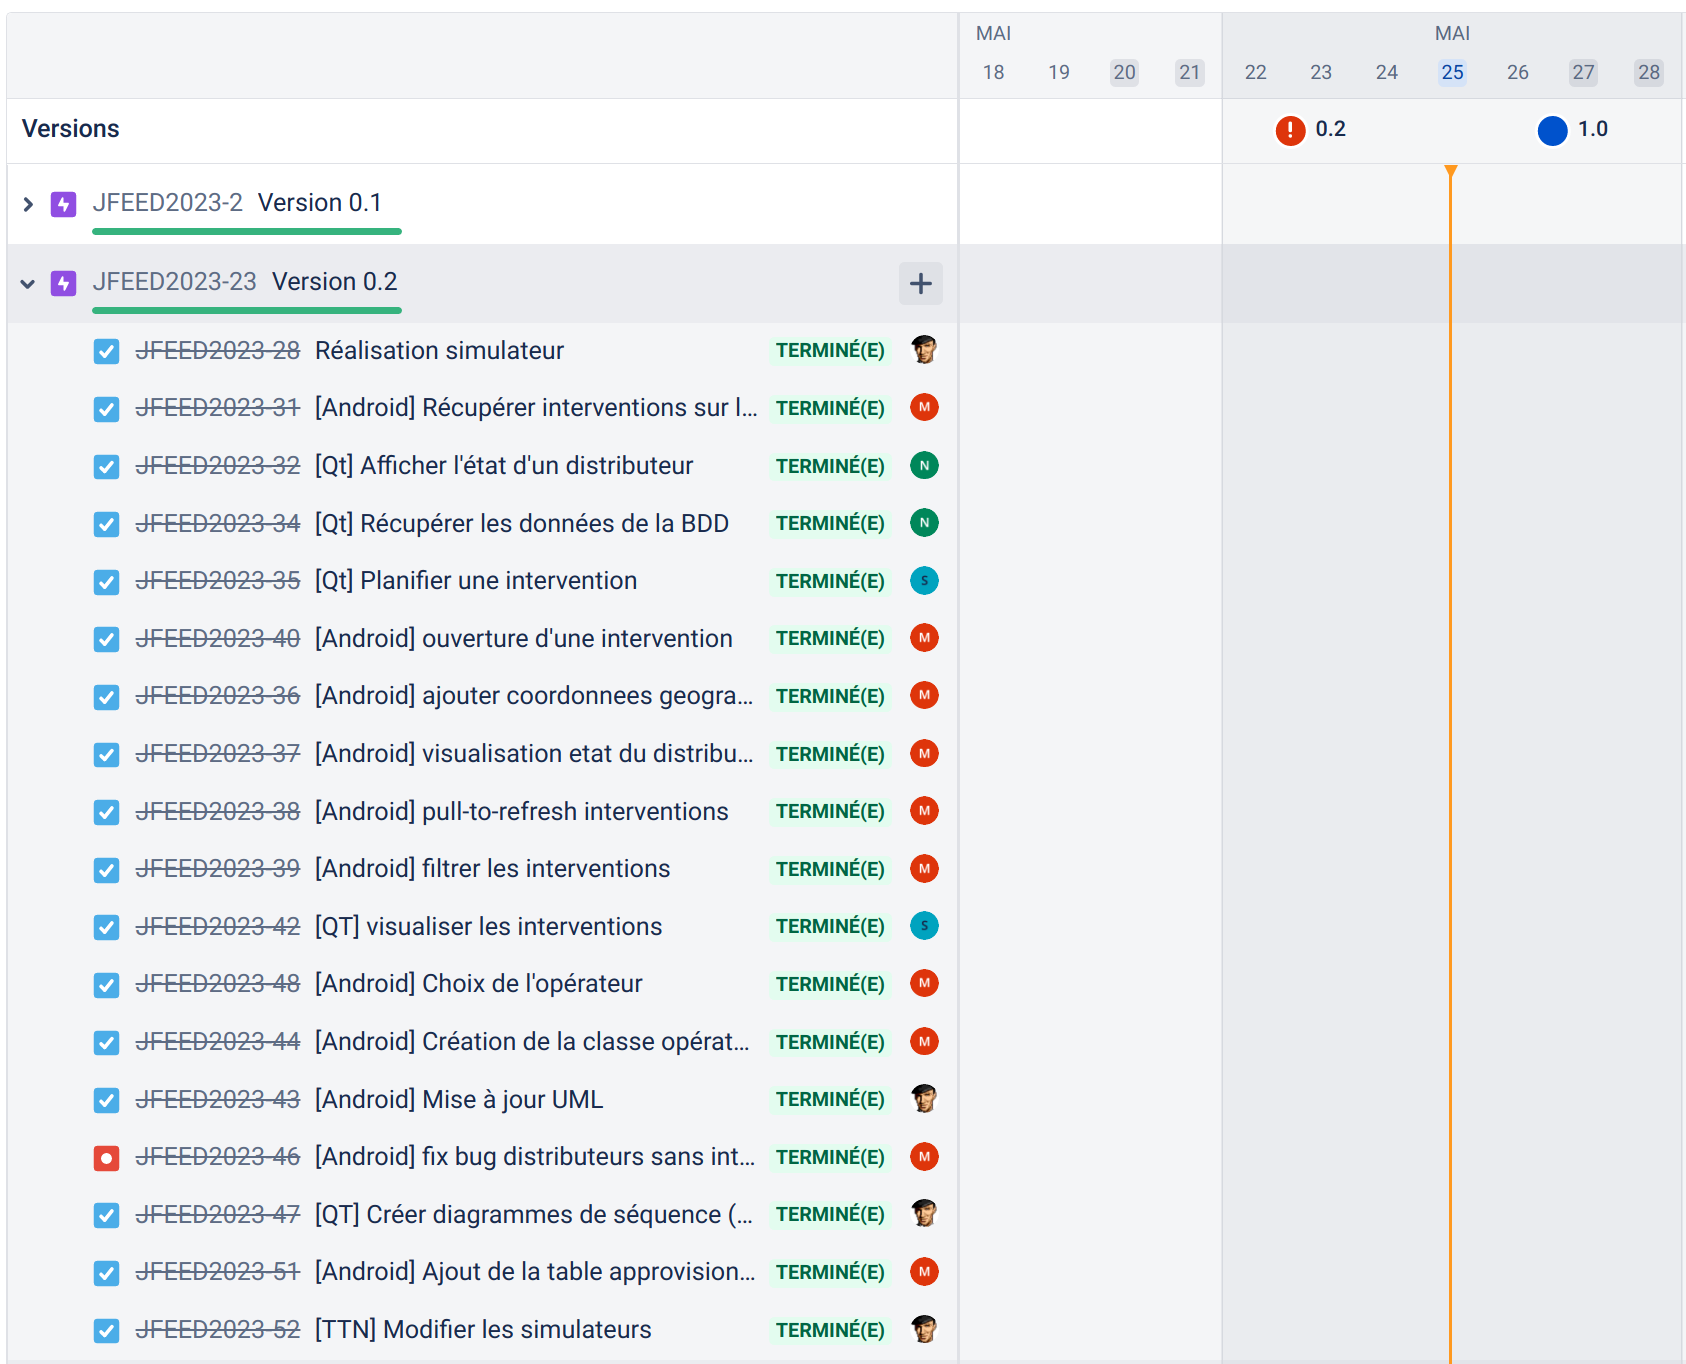 MAI MAI
18 19 20 21 22 23 24 25 26 27 28
Versions 0.2 1.0
JFEED2023-2 Version 0.1
JFEED2023-23 Version 0.2
JFEED2023-28 Réalisation simulateur TERMINÉ(E)
JFEED2023-31 [Android] Récupérer interventions sur l... TERMINÉ(E) M
JFEED2023-32 [Qt] Afficher l'état d'un distributeur TERMINÉ(E) N
JFEED2023-34 [Qt] Récupérer les données de la BDD TERMINÉ(E) N
JFEED2023-35 [Qt] Planifier une intervention TERMINÉ(E) S
JFEED2023-40 [Android] ouverture d'une intervention TERMINÉ(E) M
JFEED2023-36 [Android] ajouter coordonnees geogra... TERMINÉ(E) M
JFEED2023-37 [Android] visualisation etat du distribu... TERMINÉ(E) M
JFEED2023-38 [Android] pull-to-refresh interventions TERMINÉ(E) M
JFEED2023-39 [Android] filtrer les interventions TERMINÉ(E) M
JFEED2023-42 [QT] visualiser les interventions TERMINÉ(E) S
JFEED2023-48 [Android] Choix de l'opérateur TERMINÉ(E) M
JFEED2023-44 [Android] Création de la classe opérat... TERMINÉ(E) M
JFEED2023-43 [Android] Mise à jour UML TERMINÉ(E)
JFEED2023-46 [Android] fix bug distributeurs sans int... TERMINÉ(E) M
JFEED2023-47 [QT] Créer diagrammes de séquence (... TERMINÉ(E)
JFEED2023-51 [Android] Ajout de la table approvision... TERMINÉ(E) M
JFEED2023-52 [TTN] Modifier les simulateurs TERMINÉ(E)